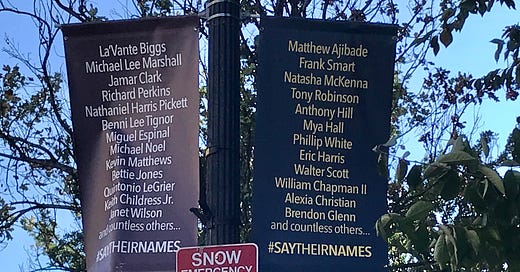 La'Vante Biggs
Michael Lee Marshall
Jamar Clark
Richard Perkins
Nathaniel Harris Pickett
Benni Lee Tignor
Miguel Espinal
Michael Noel
Kevin Matthews
Bettie Jones
Quintonio LeGrier
Keith Childress Jr.
Janet Wilson
and countless others...
#SAYTHEIRNAMES
Matthew Ajibade
Frank Smart
Natasha McKenna
Tony Robinson
Anthony Hill
Mya Hall
Phillip White
Eric Harris
Walter Scott
William Chapman II
Alexia Christian
Brendon Glenn
and countless others...
#SAYTHEIRNAMES
SNOW
EMERGENCY